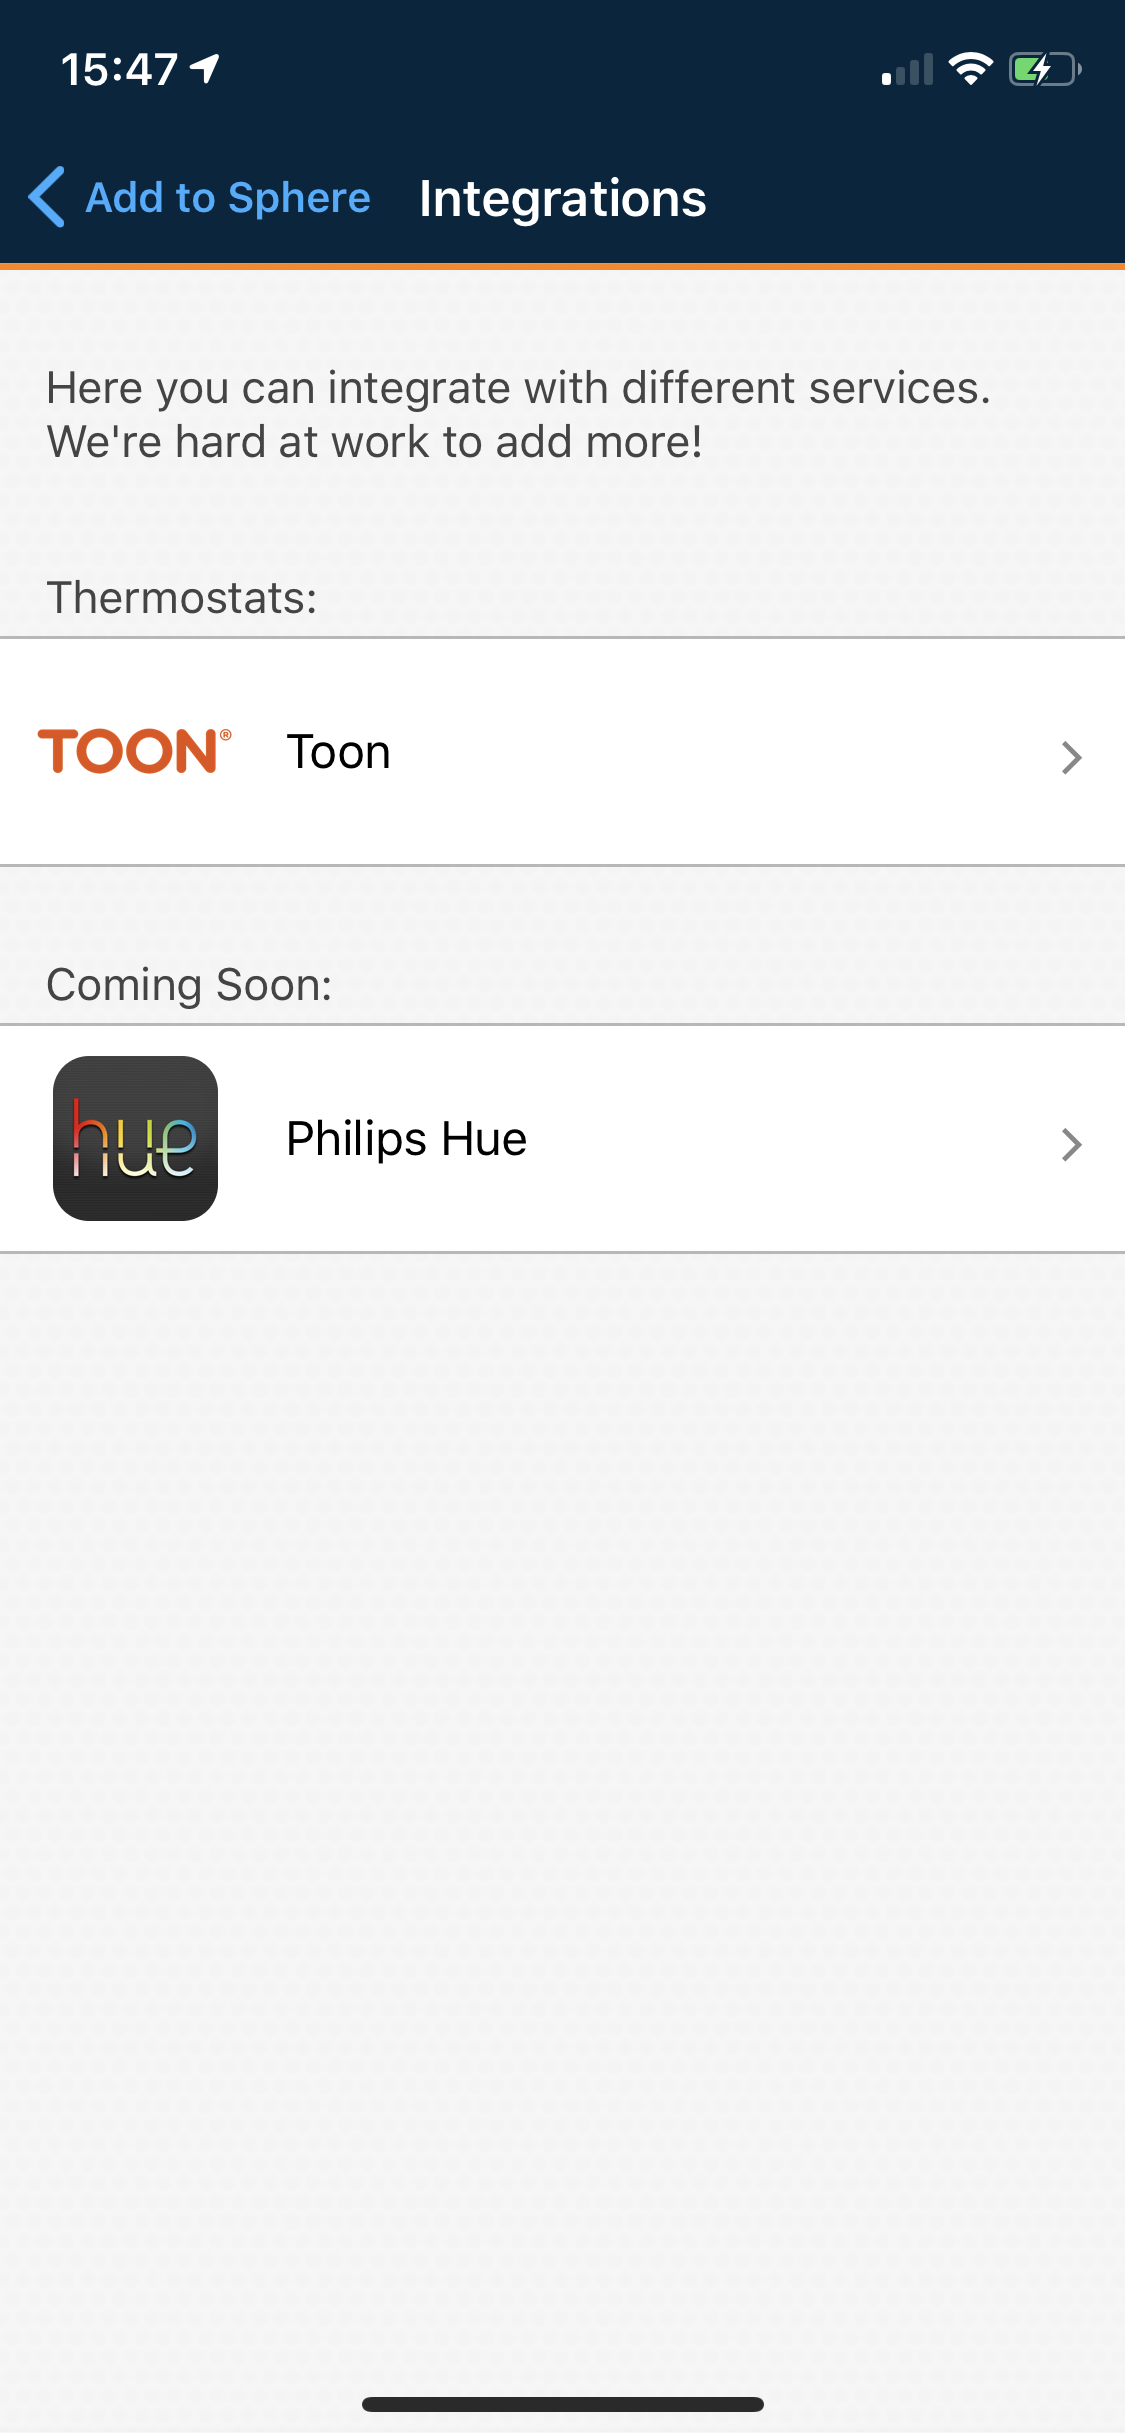 15:47
Add to Sphere Integrations
Here you can integrate with different services.
We're hard at work to add more!
Thermostats:
TOON® Toon
Coming Soon:
hue Philips Hue